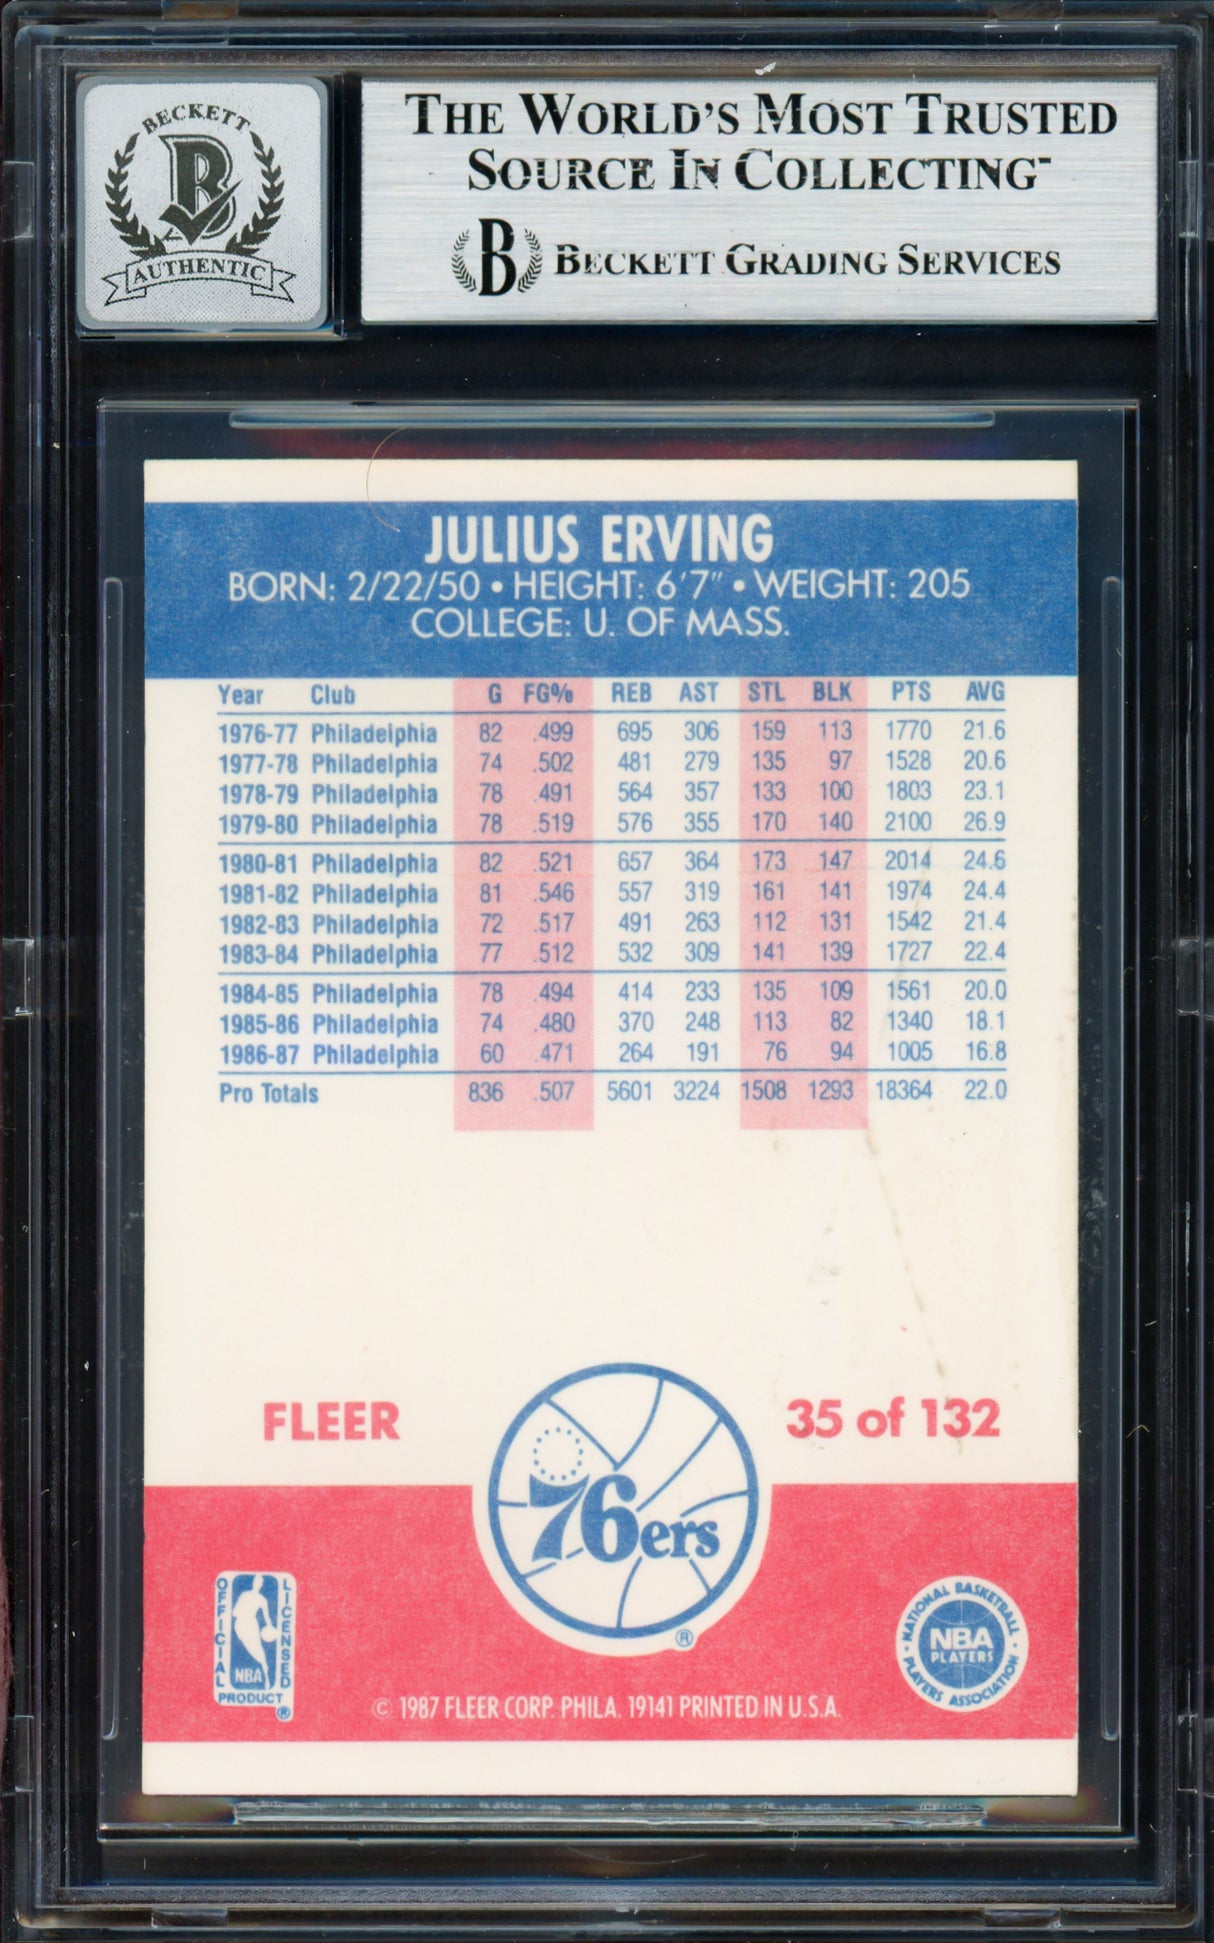 BECKETT
B
AUTHENTIC
THE WORLD'S MOST TRUSTED
SOURCE IN COLLECTING™
B BECKETT GRADING SERVICES
JULIUS ERVING
BORN: 2/22/50 • HEIGHT: 6'7" • WEIGHT: 205
COLLEGE: U. OF MASS.
Year Club G FG% REB AST STL BLK PTS AVG
1976-77 Philadelphia 82 .499 695 306 159 113 1770 21.6
1977-78 Philadelphia 74 .502 481 279 135 97 1528 20.6
1978-79 Philadelphia 78 .491 564 357 133 100 1803 23.1
1979-80 Philadelphia 78 .519 576 355 170 140 2100 26.9
1980-81 Philadelphia 82 .521 657 364 173 147 2014 24.6
1981-82 Philadelphia 81 .546 557 319 161 141 1974 24.4
1982-83 Philadelphia 72 .517 491 263 112 131 1542 21.4
1983-84 Philadelphia 77 .512 532 309 141 139 1727 22.4
1984-85 Philadelphia 78 .494 414 233 135 109 1561 20.0
1985-86 Philadelphia 74 .480 370 248 113 82 1340 18.1
1986-87 Philadelphia 60 .471 264 191 76 94 1005 16.8
Pro Totals 836 .507 5601 3224 1508 1293 18364 22.0
FLEER
35 of 132
76ers
®
OFFICIAL
LICENSED
NBA
PRODUCT
®
NATIONAL BASKETBALL
NBA
PLAYERS
PLAYERS ASSOCIATION
© 1987 FLEER CORP. PHILA. 19141 PRINTED IN U.S.A.